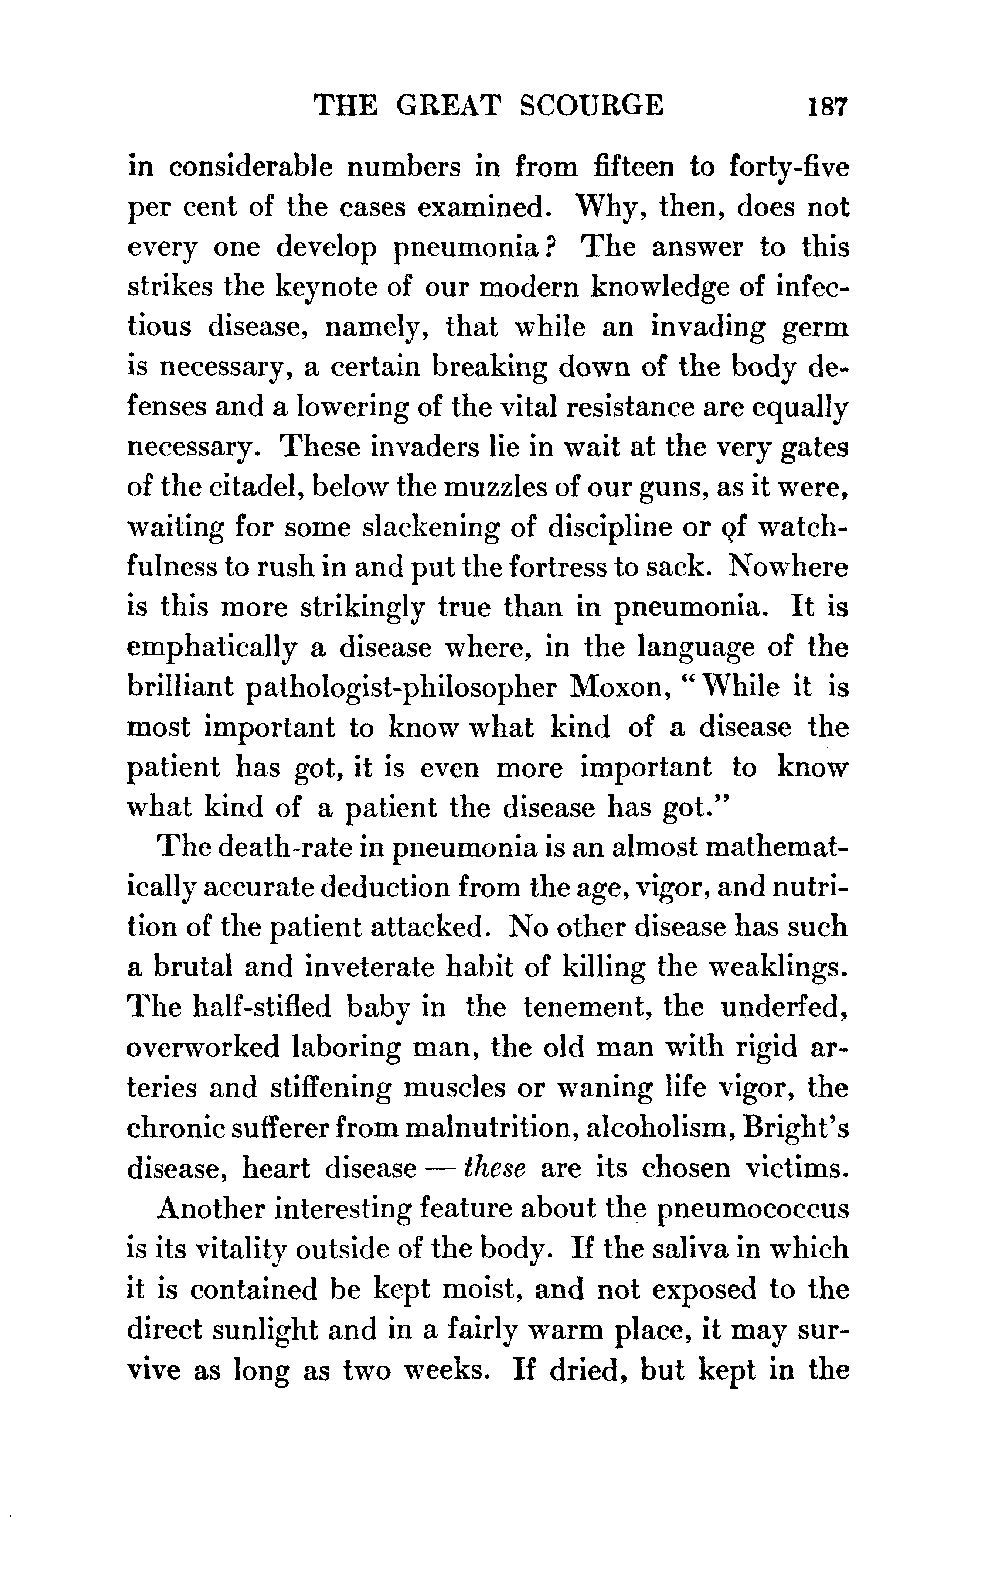 THE GREAT SCOURGE 187
in considerable numbers in from fifteen to forty-five
per cent of the cases examined. Why, then, does not
every one develop pneumonia? The answer to this
strikes the keynote of our modern knowledge of infec-
tious disease, namely, that while an invading germ
is necessary, a certain breaking down of the body de-
fenses and a lowering of the vital resistance are equally
necessary. These invaders lie in wait at the very gates
of the citadel, below the muzzles of our guns, as it were,
waiting for some slackening of discipline or of watch-
fulness to rush in and put the fortress to sack. Nowhere
is this more strikingly true than in pneumonia. It is
emphatically a disease where, in the language of the
brilliant pathologist-philosopher Moxon, “While it is
most important to know what kind of a disease the
patient has got, it is even more important to know
what kind of a patient the disease has got.”
The death-rate in pneumonia is an almost mathemat-
ically accurate deduction from the age, vigor, and nutri-
tion of the patient attacked. No other disease has such
a brutal and inveterate habit of killing the weaklings.
The half-stifled baby in the tenement, the underfed,
overworked laboring man, the old man with rigid ar-
teries and stiffening muscles or waning life vigor, the
chronic sufferer from malnutrition, alcoholism, Bright’s
disease, heart disease — these are its chosen victims.
Another interesting feature about the pneumococcus
is its vitality outside of the body. If the saliva in which
it is contained be kept moist, and not exposed to the
direct sunlight and in a fairly warm place, it may sur-
vive as long as two weeks. If dried, but kept in the